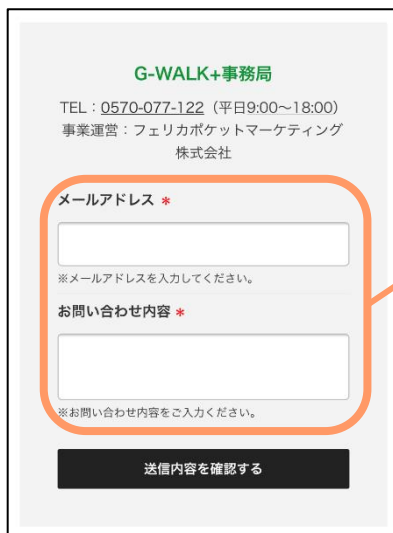 G-WALK+事務局
TEL：0570-077-122（平日9:00～18:00）
事業運営：フェリカポケットマーケティング
株式会社
メールアドレス *
※メールアドレスを入力してください。
お問い合わせ内容 *
※お問い合わせ内容をご入力ください。
送信内容を確認する